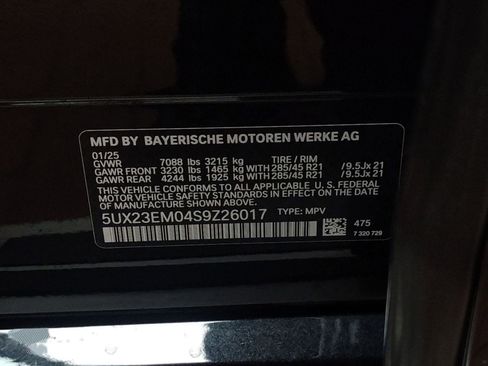 MFD BY BAYERISCHE MOTOREN WERKE AG
01/25
GVWR 7088 lbs 3215 kg TIRE / RIM
GAWR FRONT 3230 lbs 1465 kg WITH 285/45 R21 / 9.5Jx 21
GAWR REAR 4244 lbs 1925 kg WITH 285/45 R21 / 9.5Jx 21
THIS VEHICLE CONFORMS TO ALL APPLICABLE U. S. FEDERAL
MOTOR VEHICLE SAFETY STANDARDS IN EFFECT ON THE DATE
OF MANUFACTURE SHOWN ABOVE.
5UX23EM04S9Z26017 TYPE: MPV
475
7 320 729